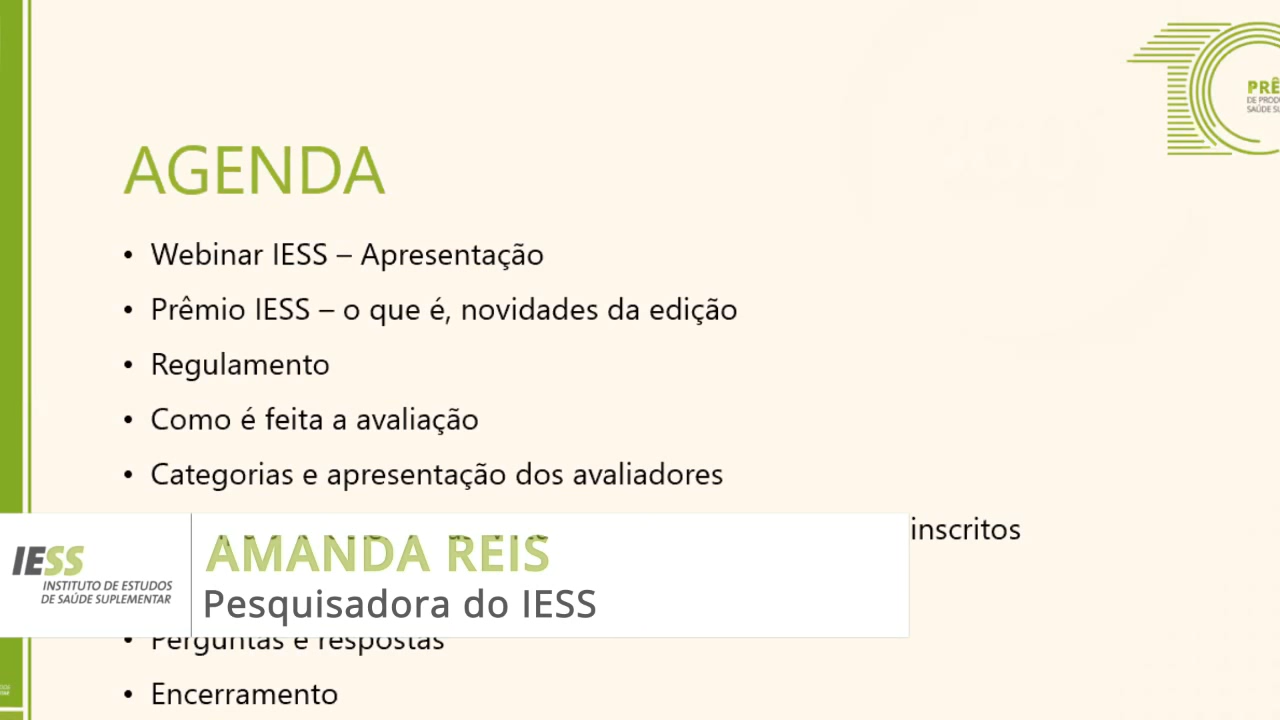 PRÊ
DE PROD
SAÚDE SU
AGENDA
• Webinar IESS – Apresentação
• Prêmio IESS – o que é, novidades da edição
• Regulamento
• Como é feita a avaliação
• Categorias e apresentação dos avaliadores
inscritos
IESS
INSTITUTO DE ESTUDOS
DE SAÚDE SUPLEMENTAR
AMANDA REIS
Pesquisadora do IESS
• Perguntas e respostas
• Encerramento